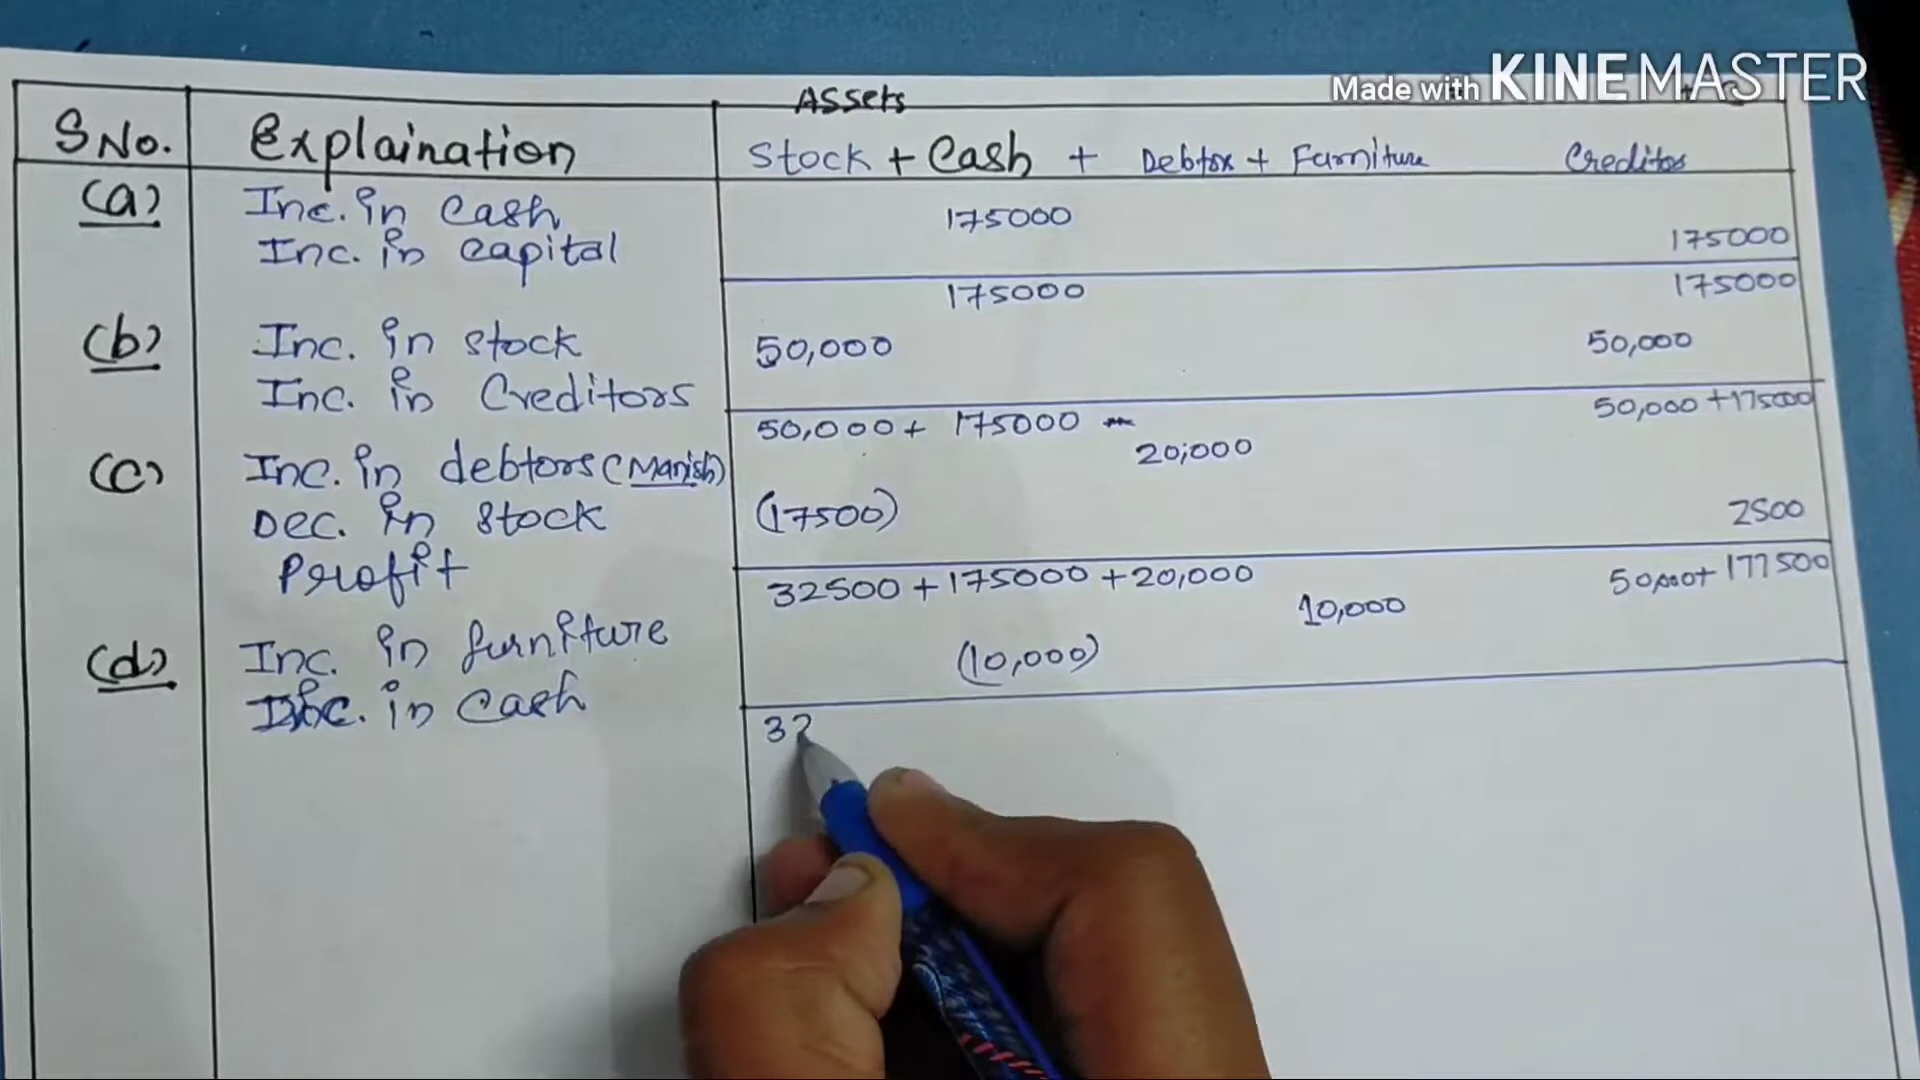 Made with KINEMASTER
Assets
S No. Explaination Stock + Cash + Debtox + Furniture Creditos
(a) Inc. in cash 175000
Inc. in capital 175000
175000 175000
(b) Inc. in stock 50,000 50,000
Inc. in Creditors
50,000 + 175000 50,000 + 175000
(c) Inc. in debtors (Manish) 20,000
Dec. in stock (17500) 2500
Profit
32500 + 175000 + 20,000 50,000 + 177500
(d) Inc. in furniture 10,000
Dec. in cash (10,000)
32